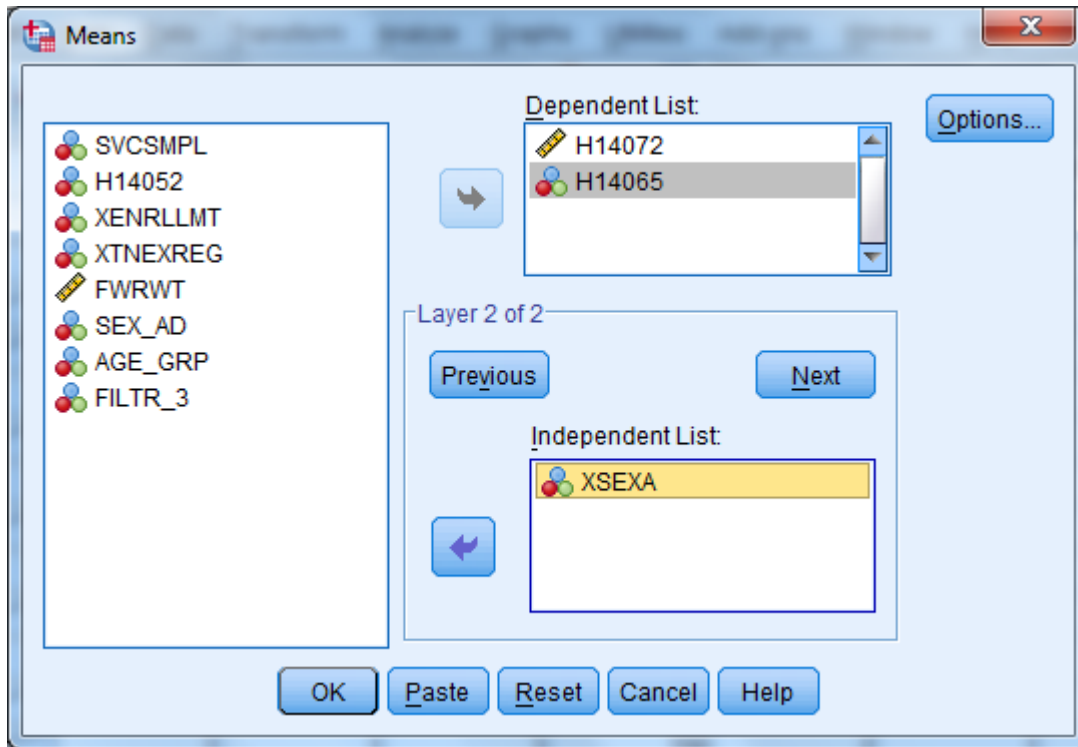 Means
Dependent List:
Options...
SVCSMPL
H14052
XENRLLMT
XTNEXREG
FWRWT
SEX_AD
AGE_GRP
FILTR_3
H14072
H14065
Layer 2 of 2
Previous
Next
Independent List:
XSEXA
OK
Paste
Reset
Cancel
Help